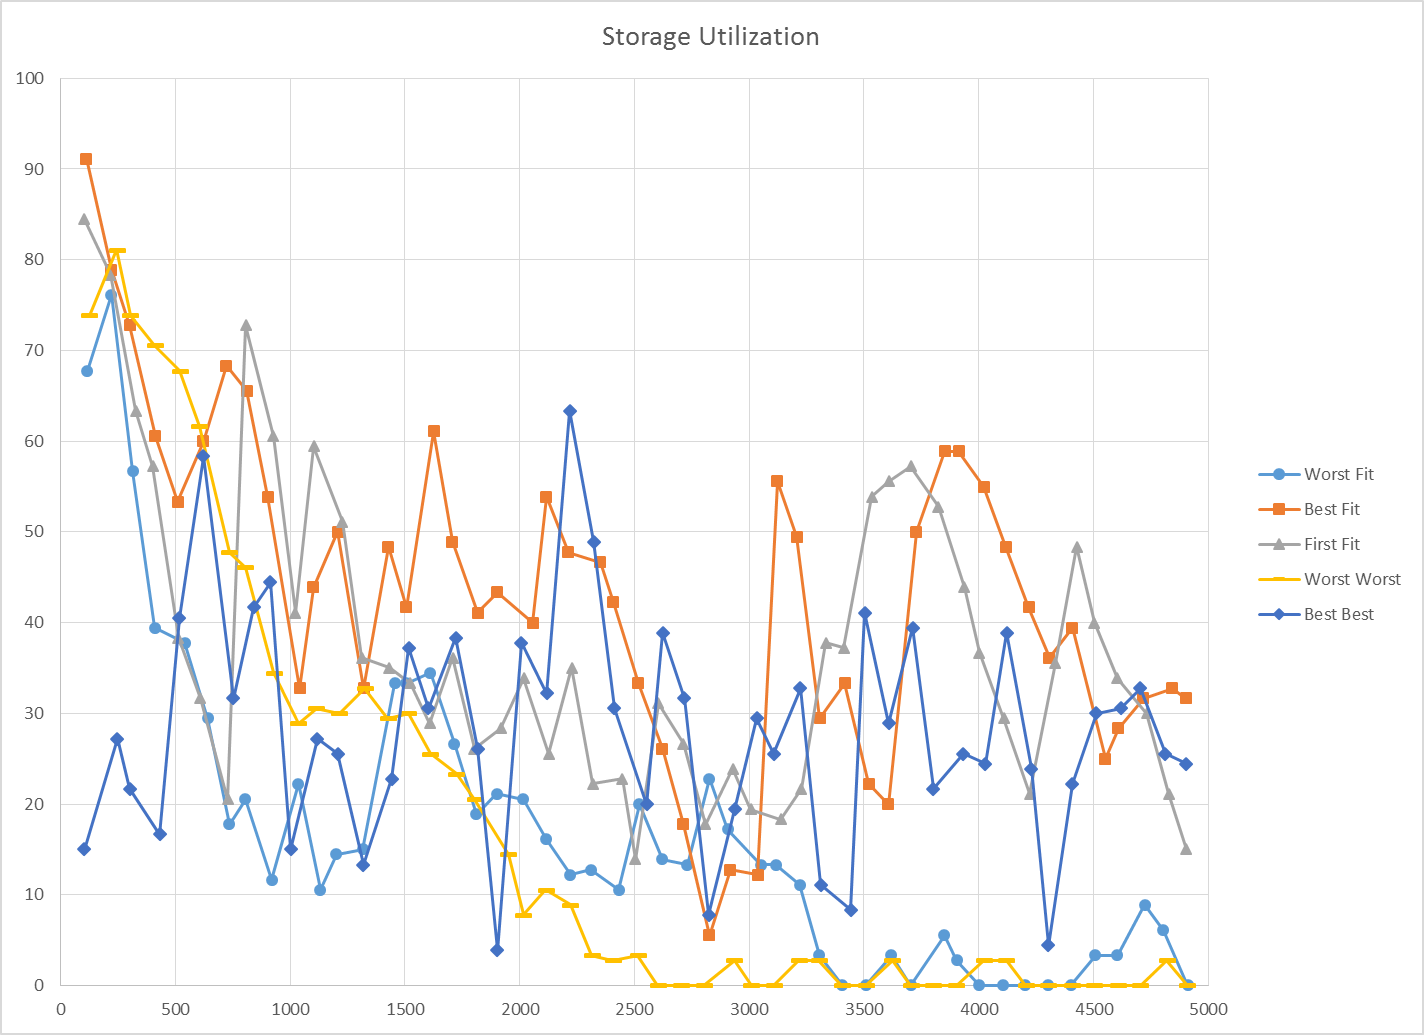 Storage Utilization
100
90
80
70
60
50
40
30
20
10
0
0 500 1000 1500 2000 2500 3000 3500 4000 4500 5000
Worst Fit
Best Fit
First Fit
Worst Worst
Best Best